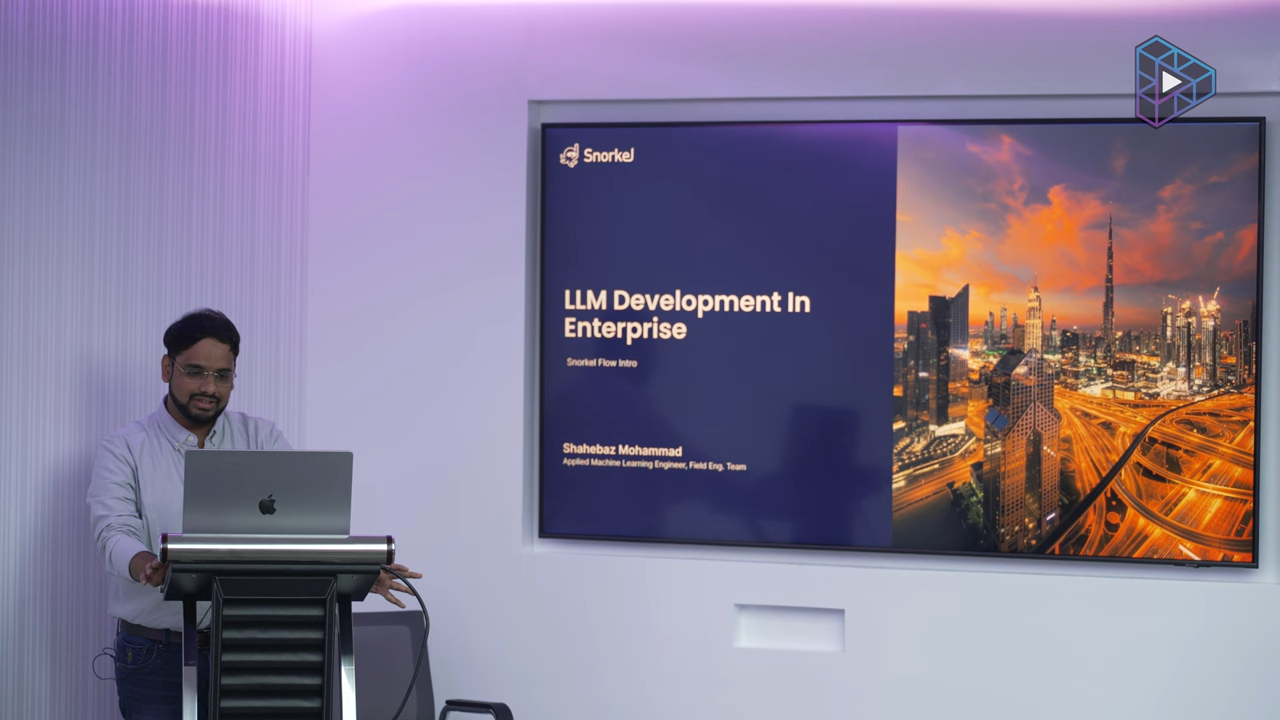 Snorkel
LLM Development In
Enterprise
Snorkel Flow Intro
Shahebaz Mohammad
Applied Machine Learning Engineer, Field Eng. Team